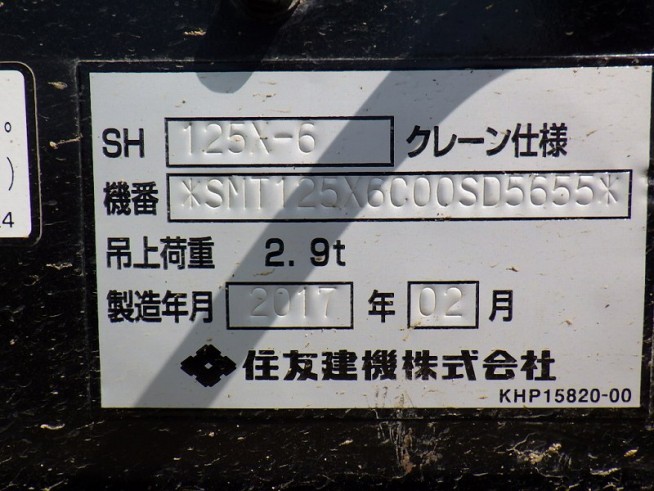 SH 125X-6 クレーン仕様
機番 *SMT125X6C00SD5655*
吊上荷重 2.9t
製造年月 2017 年 02 月
住友建機株式会社
KHP15820-00